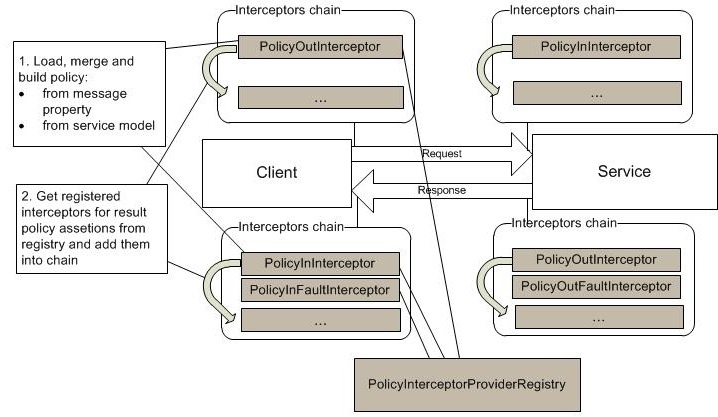 Interceptors chain
PolicyOutInterceptor
...
Interceptors chain
PolicyInInterceptor
...
1. Load, merge and
build policy:
• from message
property
• from service model
2. Get registered
interceptors for result
policy assetions from
registry and add them
into chain
Client
Request
Response
Service
Interceptors chain
PolicyInInterceptor
PolicyInFaultInterceptor
...
Interceptors chain
PolicyOutInterceptor
PolicyOutFaultInterceptor
...
PolicyInterceptorProviderRegistry